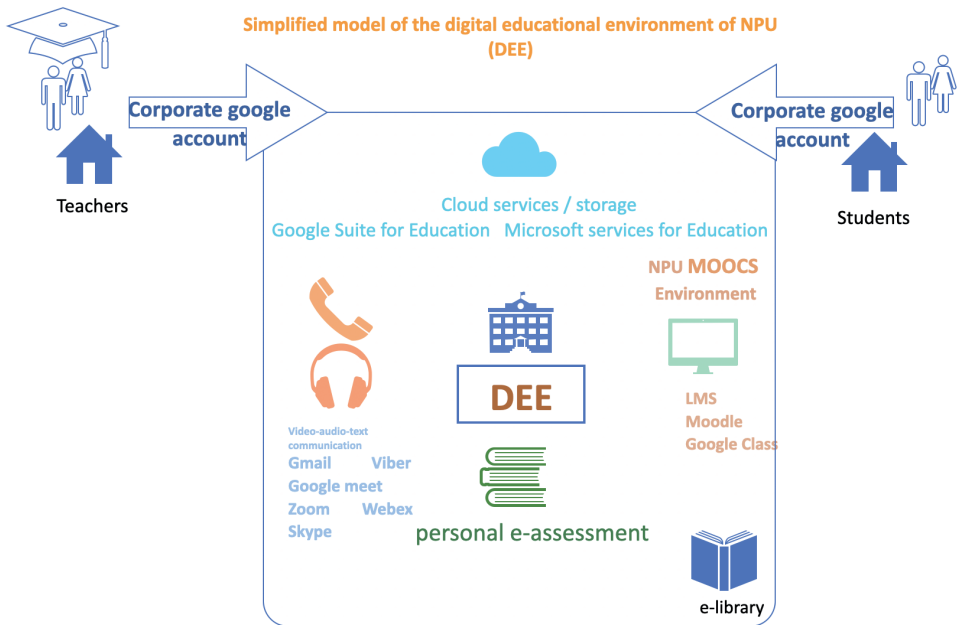 Simplified model of the digital educational environment of NPU
(DEE)
Corporate google
account
Corporate google
account
Teachers
Students
Cloud services / storage
Google Suite for Education Microsoft services for Education
NPU MOOCS
Environment
DEE
LMS
Moodle
Google Class
Video-audio-text
communication
Gmail Viber
Google meet
Zoom Webex
Skype
personal e-assessment
e-library